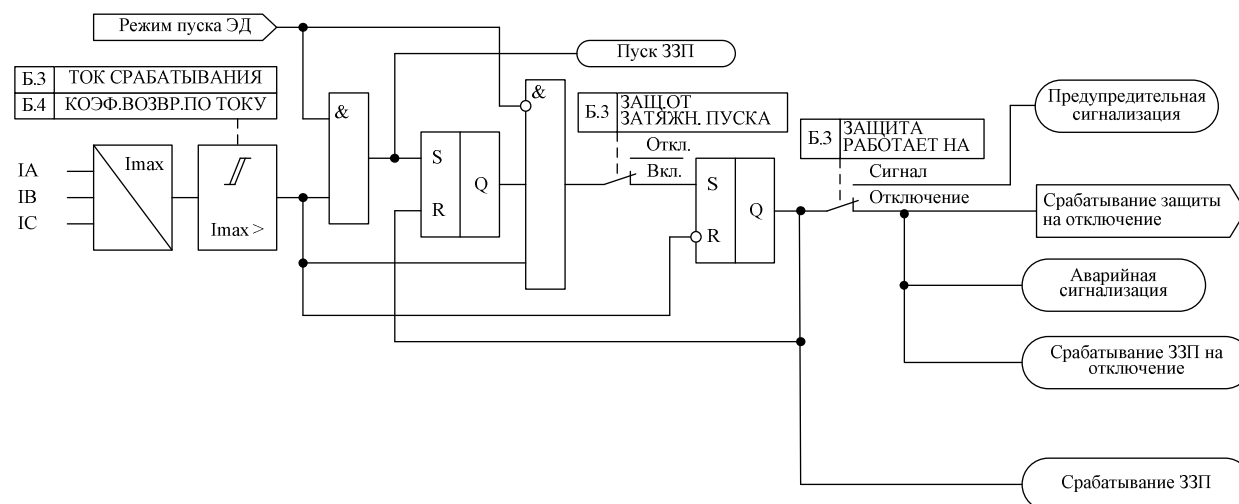 Режим пуска ЭД
Пуск ЗЗП
Б.3 ТОК СРАБАТЫВАНИЯ
Б.4 КОЭФ.ВОЗВР.ПО ТОКУ
IA
IB
IC
Imax
Imax >
&
S
R
Q
&
Б.3 ЗАЩ.ОТ
ЗАТЯЖН. ПУСКА
Откл.
Вкл.
S
R
Q
Б.3 ЗАЩИТА
РАБОТАЕТ НА
Сигнал
Отключение
Предупредительная
сигнализация
Срабатывание защиты
на отключение
Аварийная
сигнализация
Срабатывание ЗЗП на
отключение
Срабатывание ЗЗП